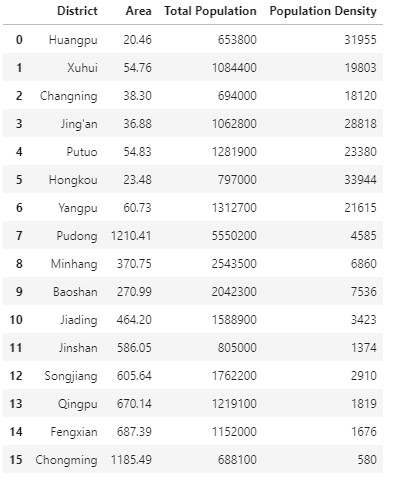 District Area Total Population Population Density
0 Huangpu 20.46 653800 31955
1 Xuhui 54.76 1084400 19803
2 Changning 38.30 694000 18120
3 Jing'an 36.88 1062800 28818
4 Putuo 54.83 1281900 23380
5 Hongkou 23.48 797000 33944
6 Yangpu 60.73 1312700 21615
7 Pudong 1210.41 5550200 4585
8 Minhang 370.75 2543500 6860
9 Baoshan 270.99 2042300 7536
10 Jiading 464.20 1588900 3423
11 Jinshan 586.05 805000 1374
12 Songjiang 605.64 1762200 2910
13 Qingpu 670.14 1219100 1819
14 Fengxian 687.39 1152000 1676
15 Chongming 1185.49 688100 580